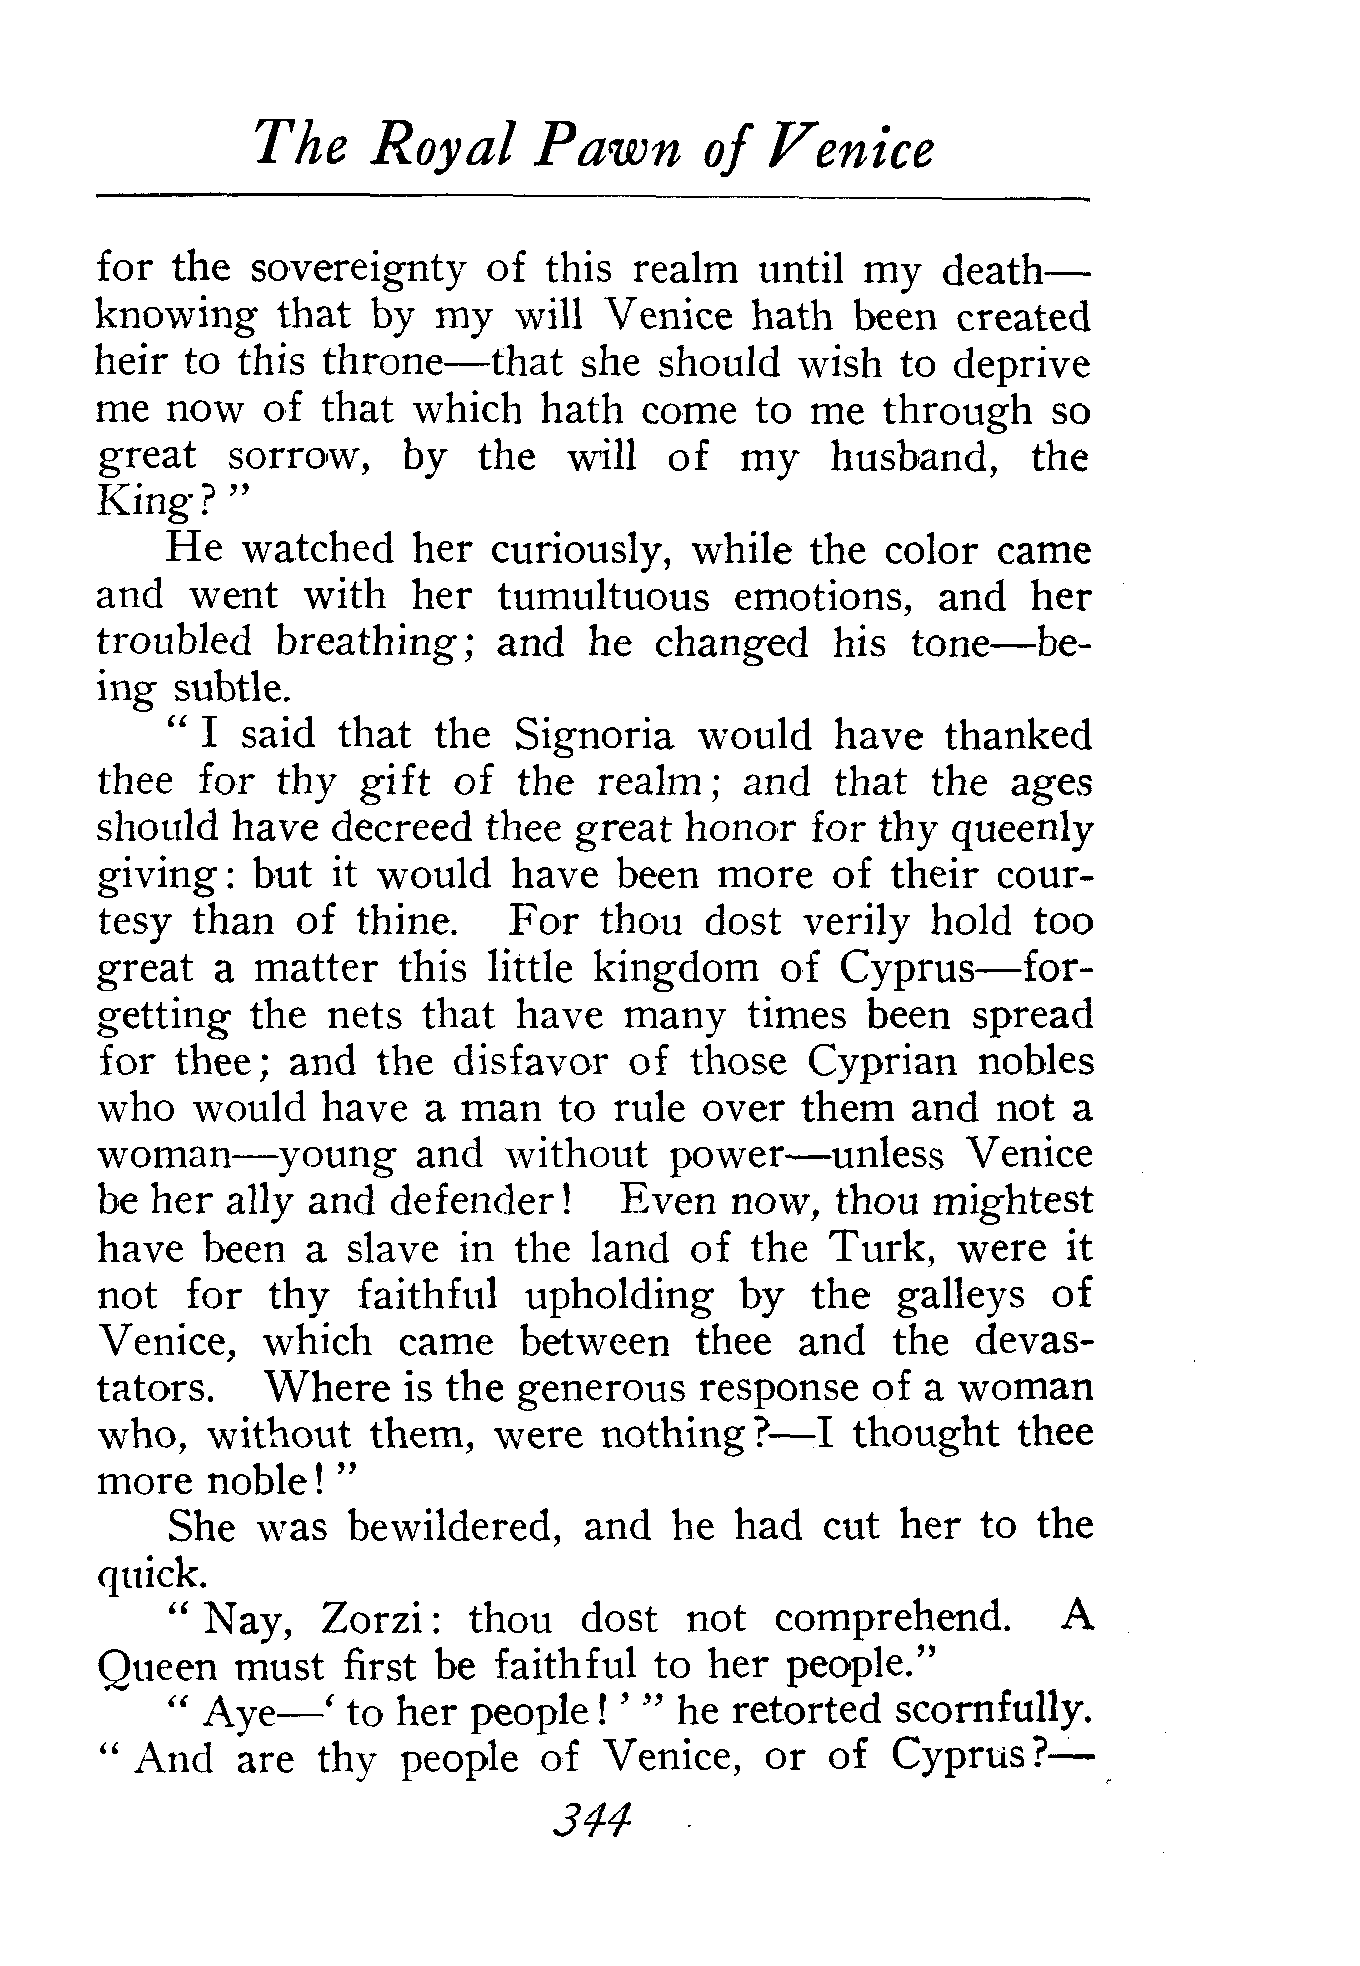 The Royal Pawn of Venice
for the sovereignty of this realm until my death—
knowing that by my will Venice hath been created
heir to this throne—that she should wish to deprive
me now of that which hath come to me through so
great sorrow, by the will of my husband, the
King? "
He watched her curiously, while the color came
and went with her tumultuous emotions, and her
troubled breathing; and he changed his tone—be-
ing subtle.
" I said that the Signoria would have thanked
thee for thy gift of the realm; and that the ages
should have decreed thee great honor for thy queenly
giving: but it would have been more of their cour-
tesy than of thine. For thou dost verily hold too
great a matter this little kingdom of Cyprus—for-
getting the nets that have many times been spread
for thee; and the disfavor of those Cyprian nobles
who would have a man to rule over them and not a
woman—young and without power—unless Venice
be her ally and defender! Even now, thou mightest
have been a slave in the land of the Turk, were it
not for thy faithful upholding by the galleys of
Venice, which came between thee and the devas-
tators. Where is the generous response of a woman
who, without them, were nothing?—I thought thee
more noble! "
She was bewildered, and he had cut her to the
quick.
" Nay, Zorzi: thou dost not comprehend. A
Queen must first be faithful to her people."
" Aye—' to her people! ' " he retorted scornfully.
" And are thy people of Venice, or of Cyprus?—
344